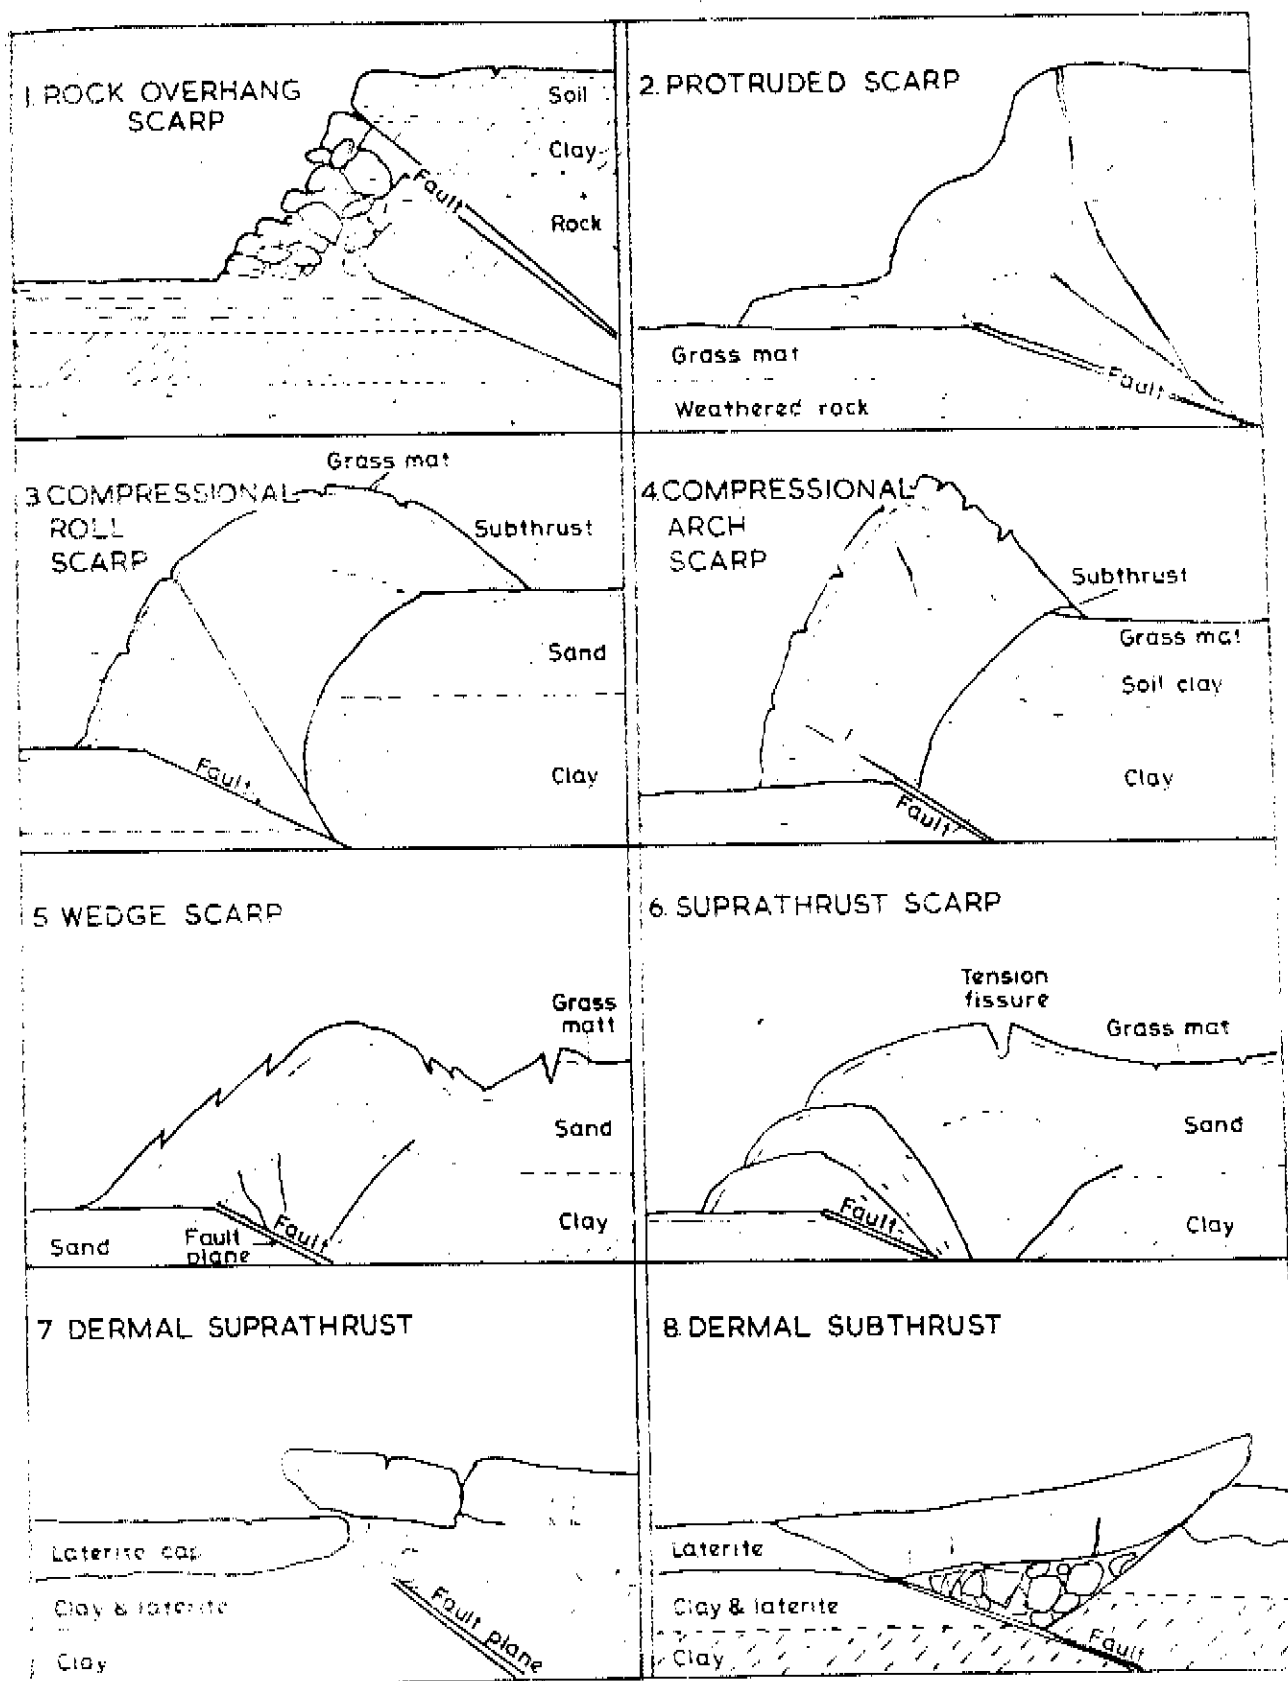 1. ROCK OVERHANG
SCARP
Soil
Clay
Rock
Fault
2. PROTRUDED SCARP
Grass mat
Weathered rock
Fault
3. COMPRESSIONAL
ROLL
SCARP
Grass mat
Subthrust
Sand
Clay
Fault
4. COMPRESSIONAL
ARCH
SCARP
Subthrust
Grass mat
Soil clay
Clay
Fault
5 WEDGE SCARP
Grass
matt
Sand
Clay
Fault
Fault
plane
Sand
6. SUPRATHRUST SCARP
Tension
fissure
Grass mat
Sand
Clay
Fault
7 DERMAL SUPRATHRUST
Laterite cap
Clay & laterite
Clay
Fault plane
8. DERMAL SUBTHRUST
Laterite
Clay & laterite
Clay
Fault